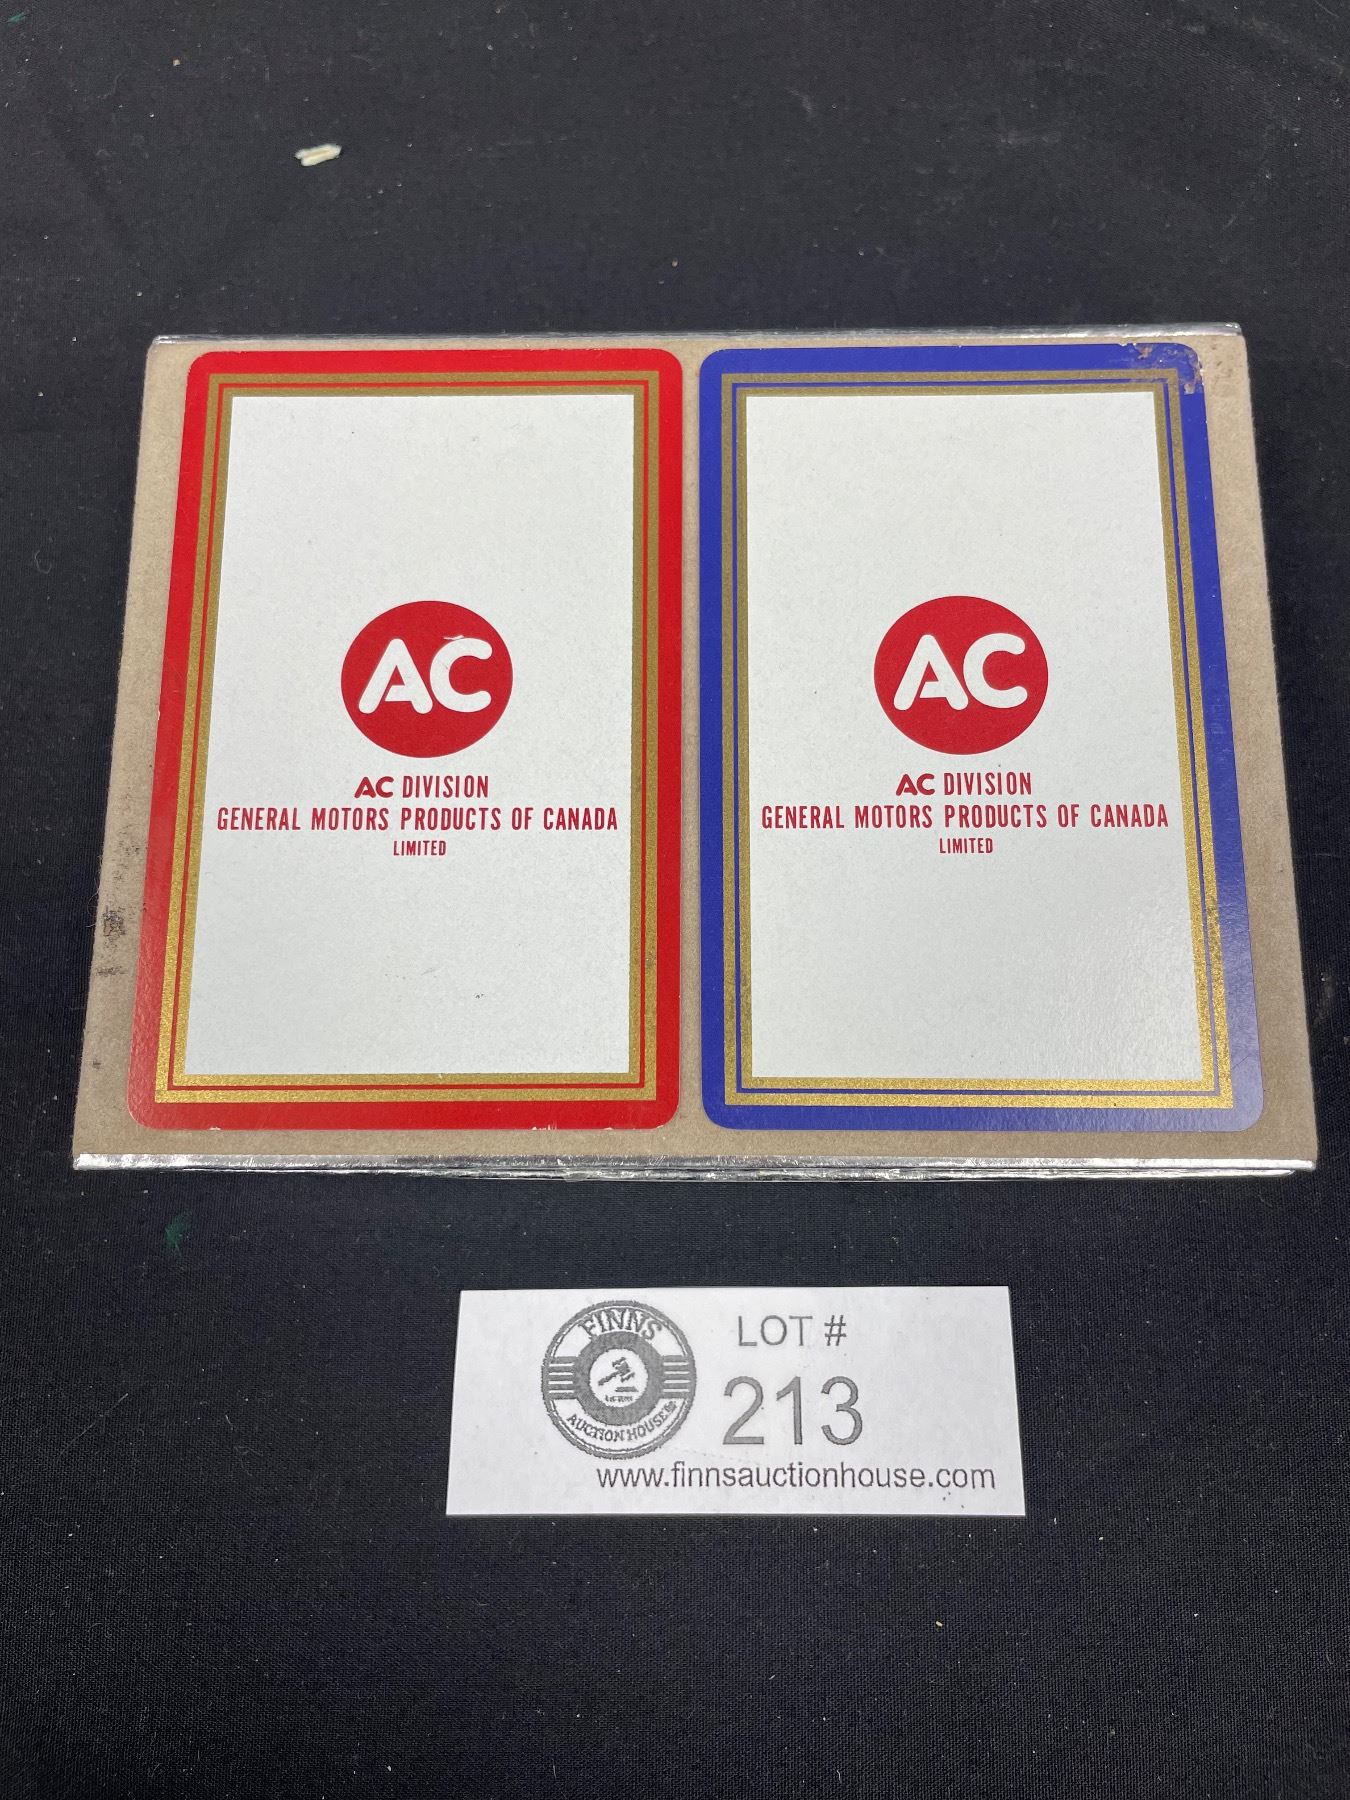 AC
AC DIVISION
GENERAL MOTORS PRODUCTS OF CANADA
LIMITED
AC
AC DIVISION
GENERAL MOTORS PRODUCTS OF CANADA
LIMITED
FINNS
AUCTION HOUSE
LOT #
213
www.finnsauctionhouse.com